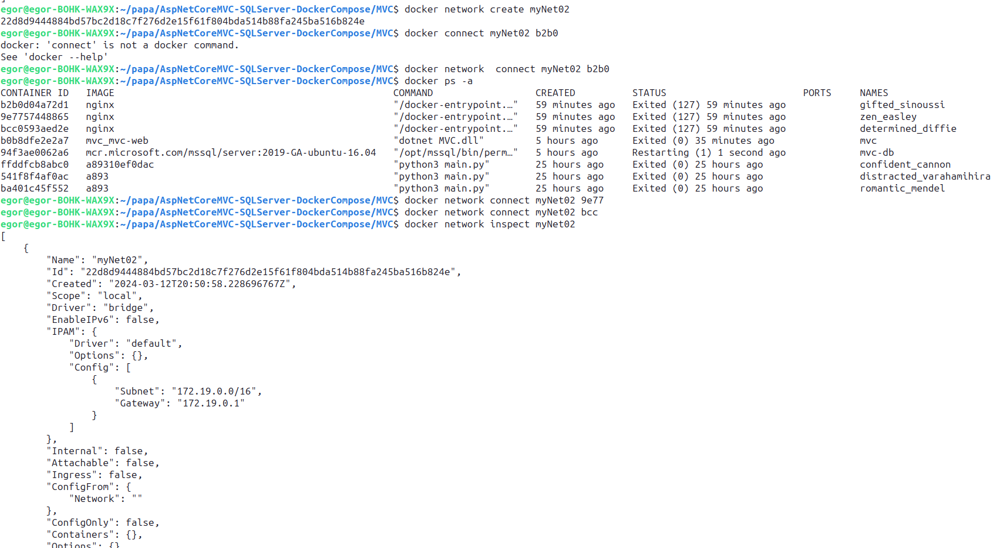 ]
egor@egor-BOHK-WAX9X:~/papa/AspNetCoreMVC-SQLServer-DockerCompose/MVC$ docker network create myNet02
22d8d9444884bd57bc2d18c7f276d2e15f61f804bda514b88fa245ba516b824e
egor@egor-BOHK-WAX9X:~/papa/AspNetCoreMVC-SQLServer-DockerCompose/MVC$ docker connect myNet02 b2b0
docker: 'connect' is not a docker command.
See 'docker --help'
egor@egor-BOHK-WAX9X:~/papa/AspNetCoreMVC-SQLServer-DockerCompose/MVC$ docker network  connect myNet02 b2b0
egor@egor-BOHK-WAX9X:~/papa/AspNetCoreMVC-SQLServer-DockerCompose/MVC$ docker ps -a
CONTAINER ID   IMAGE                                                 COMMAND                  CREATED          STATUS                        PORTS     NAMES
b2b0d04a72d1   nginx                                                 "/docker-entrypoint.…"   59 minutes ago   Exited (127) 59 minutes ago             gifted_sinoussi
9e7757448865   nginx                                                 "/docker-entrypoint.…"   59 minutes ago   Exited (127) 59 minutes ago             zen_easley
bcc0593aed2e   nginx                                                 "/docker-entrypoint.…"   59 minutes ago   Exited (127) 59 minutes ago             determined_diffie
b0b8dfe2e2a7   mvc_mvc-web                                           "dotnet MVC.dll"         5 hours ago      Exited (0) 35 minutes ago               mvc
94f3ae0062a6   mcr.microsoft.com/mssql/server:2019-GA-ubuntu-16.04   "/opt/mssql/bin/perm…"   5 hours ago      Restarting (1) 1 second ago             mvc-db
ffddfcb8abc0   a89310ef0dac                                          "python3 main.py"        25 hours ago     Exited (0) 25 hours ago                 confident_cannon
541f8f4af0ac   a893                                                  "python3 main.py"        25 hours ago     Exited (0) 25 hours ago                 distracted_varahamihira
ba401c45f552   a893                                                  "python3 main.py"        25 hours ago     Exited (0) 25 hours ago                 romantic_mendel
egor@egor-BOHK-WAX9X:~/papa/AspNetCoreMVC-SQLServer-DockerCompose/MVC$ docker network connect myNet02 9e77
egor@egor-BOHK-WAX9X:~/papa/AspNetCoreMVC-SQLServer-DockerCompose/MVC$ docker network connect myNet02 bcc
egor@egor-BOHK-WAX9X:~/papa/AspNetCoreMVC-SQLServer-DockerCompose/MVC$ docker network inspect myNet02
[
    {
        "Name": "myNet02",
        "Id": "22d8d9444884bd57bc2d18c7f276d2e15f61f804bda514b88fa245ba516b824e",
        "Created": "2024-03-12T20:50:58.228696767Z",
        "Scope": "local",
        "Driver": "bridge",
        "EnableIPv6": false,
        "IPAM": {
            "Driver": "default",
            "Options": {},
            "Config": [
                {
                    "Subnet": "172.19.0.0/16",
                    "Gateway": "172.19.0.1"
                }
            ]
        },
        "Internal": false,
        "Attachable": false,
        "Ingress": false,
        "ConfigFrom": {
            "Network": ""
        },
        "ConfigOnly": false,
        "Containers": {},
        "Options": {}